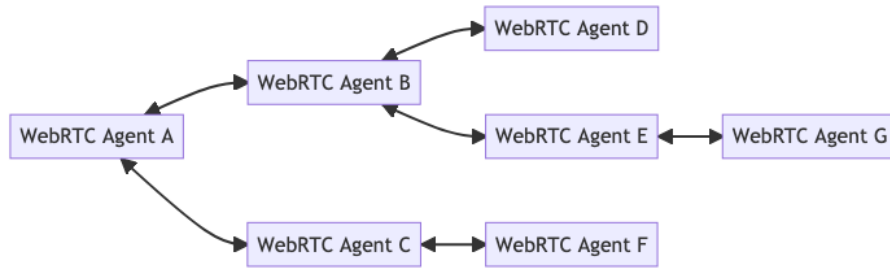 WebRTC Agent D
WebRTC Agent B
WebRTC Agent A
WebRTC Agent E
WebRTC Agent G
WebRTC Agent C
WebRTC Agent F